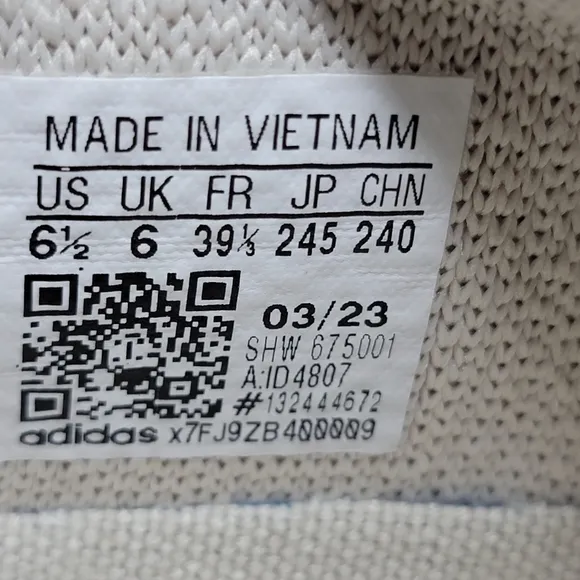 MADE IN VIETNAM
US UK FR JP CHN
6½ 6 39⅓ 245 240
03/23
SHW 675001
A:ID4807
#132444672
adidas X7FJ9ZB400009